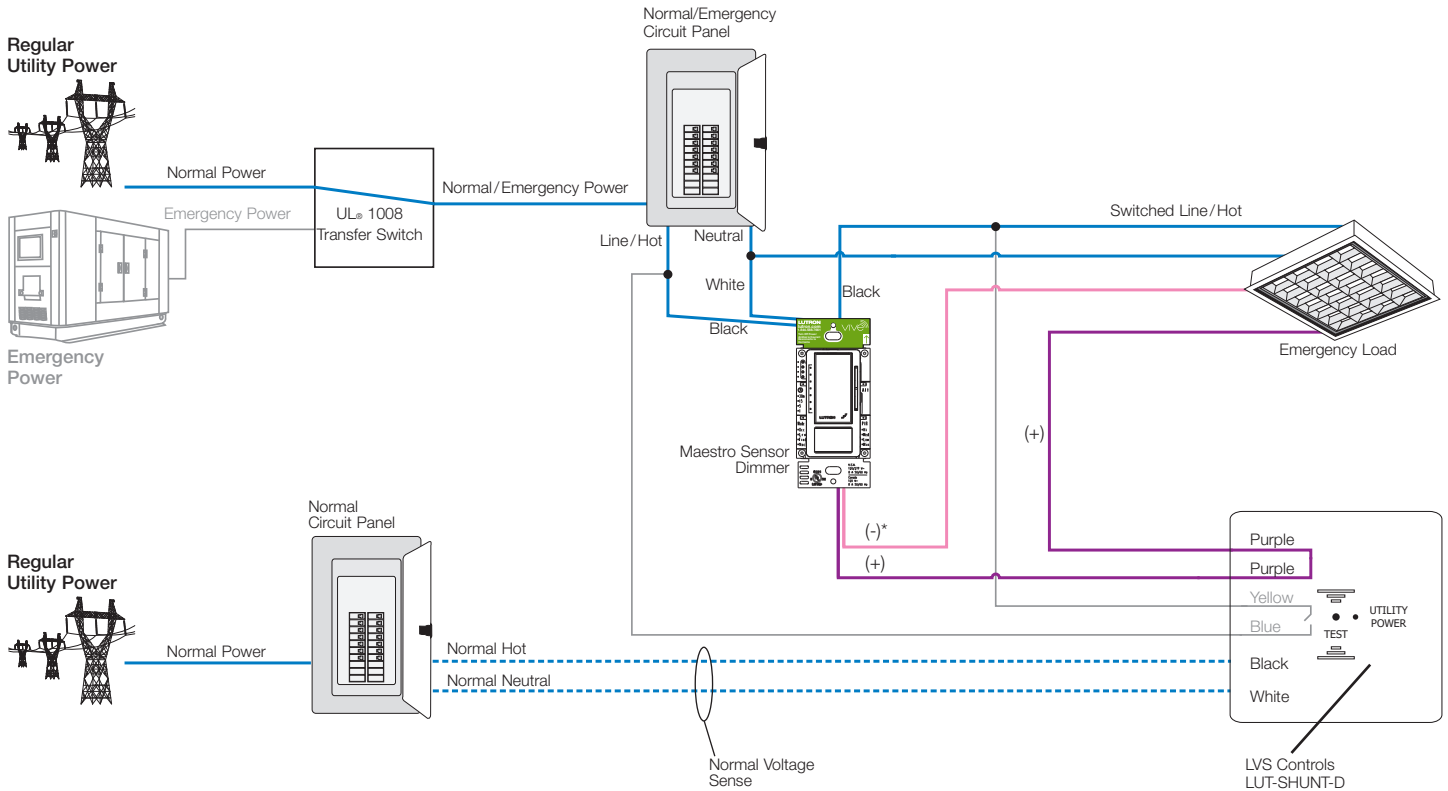 Normal/Emergency
Circuit Panel
Regular
Utility Power
Normal Power
Normal/Emergency Power
Emergency Power
UL® 1008
Transfer Switch
Switched Line/Hot
Line/Hot
Neutral
White
Black
Black
LUTRON
vive
Emergency
Power
Emergency Load
LUTRON
(+)
Maestro Sensor
Dimmer
Normal
Circuit Panel
(-)*
(+)
Purple
Purple
Yellow
Blue
UTILITY
POWER
TEST
Black
White
Regular
Utility Power
Normal Power
Normal Hot
Normal Neutral
Normal Voltage
Sense
LVS Controls
LUT-SHUNT-D